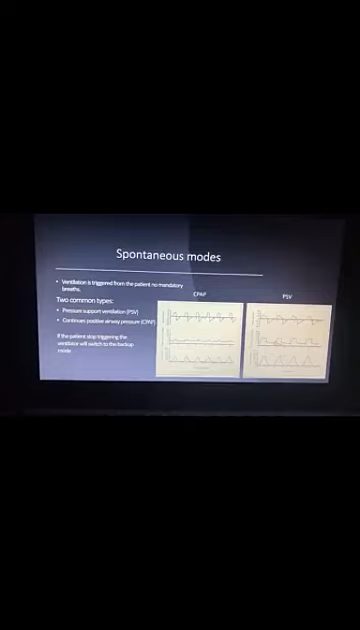 Spontaneous modes
• Ventilation is triggered from the patient no mandatory
breaths.
Two common types:
• Pressure support ventilation (PSV)
• Continuen positive airway pressure (CPAP)
If the patient stop triggering the
ventilator will switch to the backup
mode
CPAP
PSV